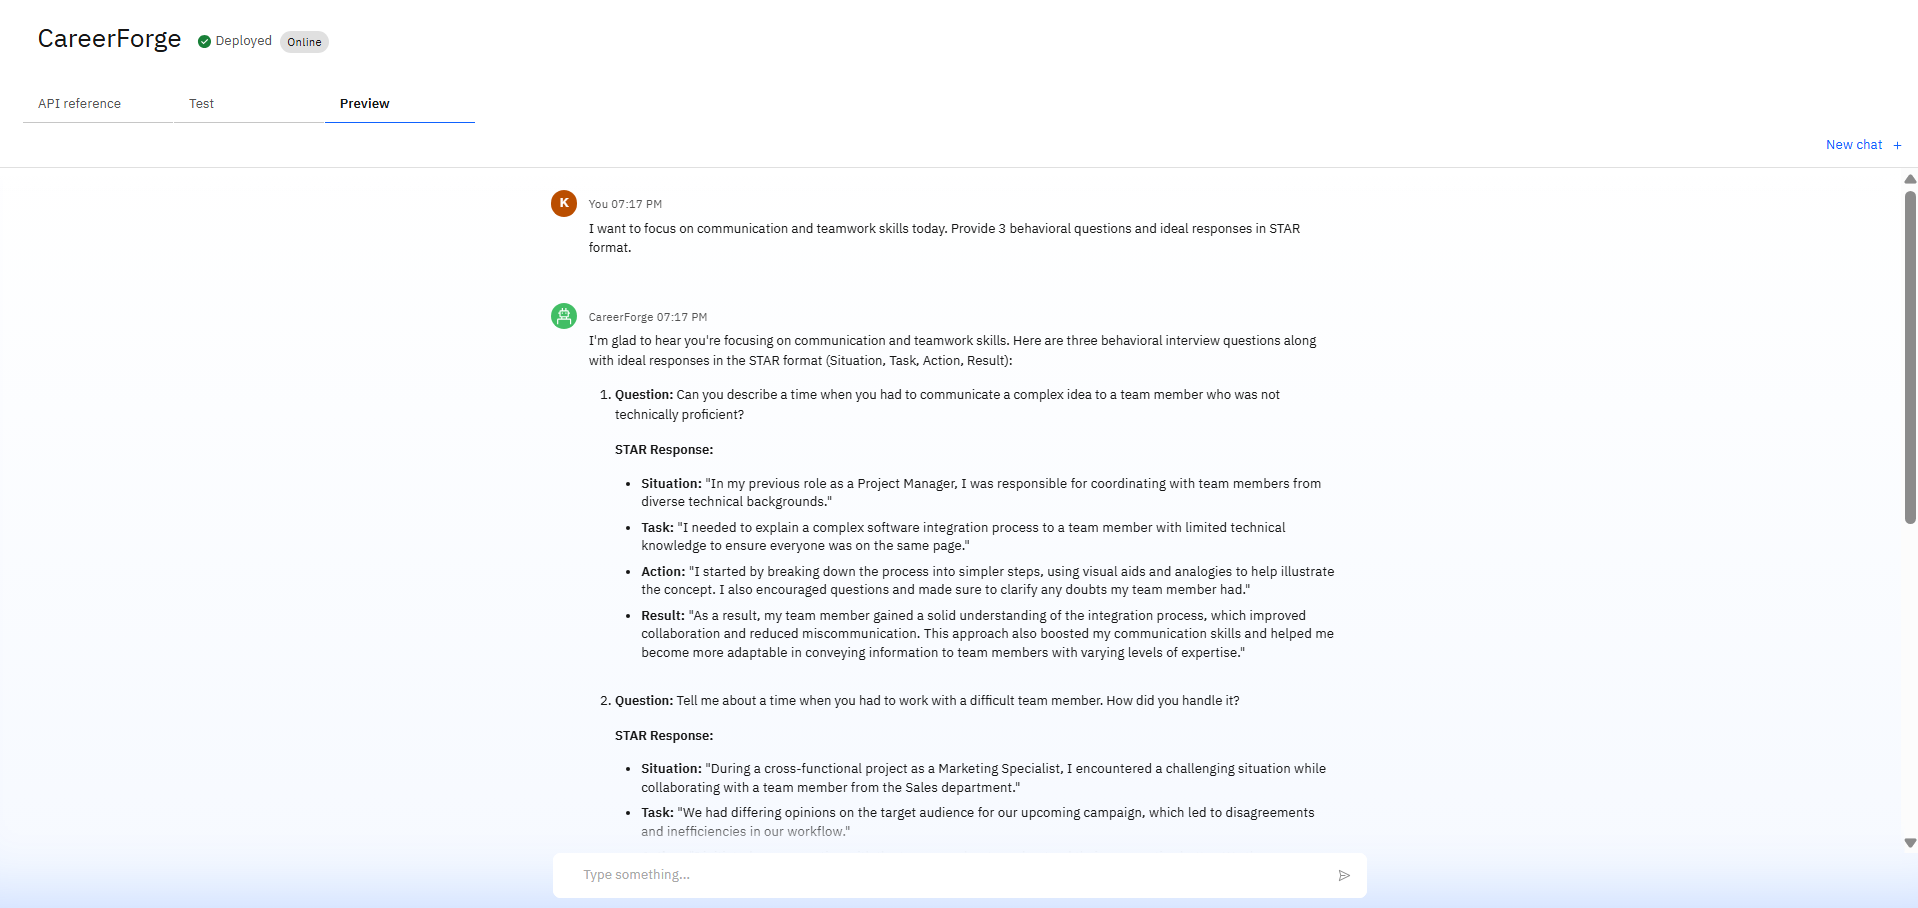 CareerForge
Deployed
Online
API reference
Test
Preview
New chat +
K
You 07:17 PM
I want to focus on communication and teamwork skills today. Provide 3 behavioral questions and ideal responses in STAR
format.
CareerForge 07:17 PM
I'm glad to hear you're focusing on communication and teamwork skills. Here are three behavioral interview questions along
with ideal responses in the STAR format (Situation, Task, Action, Result):
1. Question: Can you describe a time when you had to communicate a complex idea to a team member who was not
technically proficient?
STAR Response:
• Situation: "In my previous role as a Project Manager, I was responsible for coordinating with team members from
diverse technical backgrounds."
• Task: "I needed to explain a complex software integration process to a team member with limited technical
knowledge to ensure everyone was on the same page."
• Action: "I started by breaking down the process into simpler steps, using visual aids and analogies to help illustrate
the concept. I also encouraged questions and made sure to clarify any doubts my team member had."
• Result: "As a result, my team member gained a solid understanding of the integration process, which improved
collaboration and reduced miscommunication. This approach also boosted my communication skills and helped me
become more adaptable in conveying information to team members with varying levels of expertise."
2. Question: Tell me about a time when you had to work with a difficult team member. How did you handle it?
STAR Response:
• Situation: "During a cross-functional project as a Marketing Specialist, I encountered a challenging situation while
collaborating with a team member from the Sales department."
• Task: "We had differing opinions on the target audience for our upcoming campaign, which led to disagreements
and inefficiencies in our workflow."
Type something...